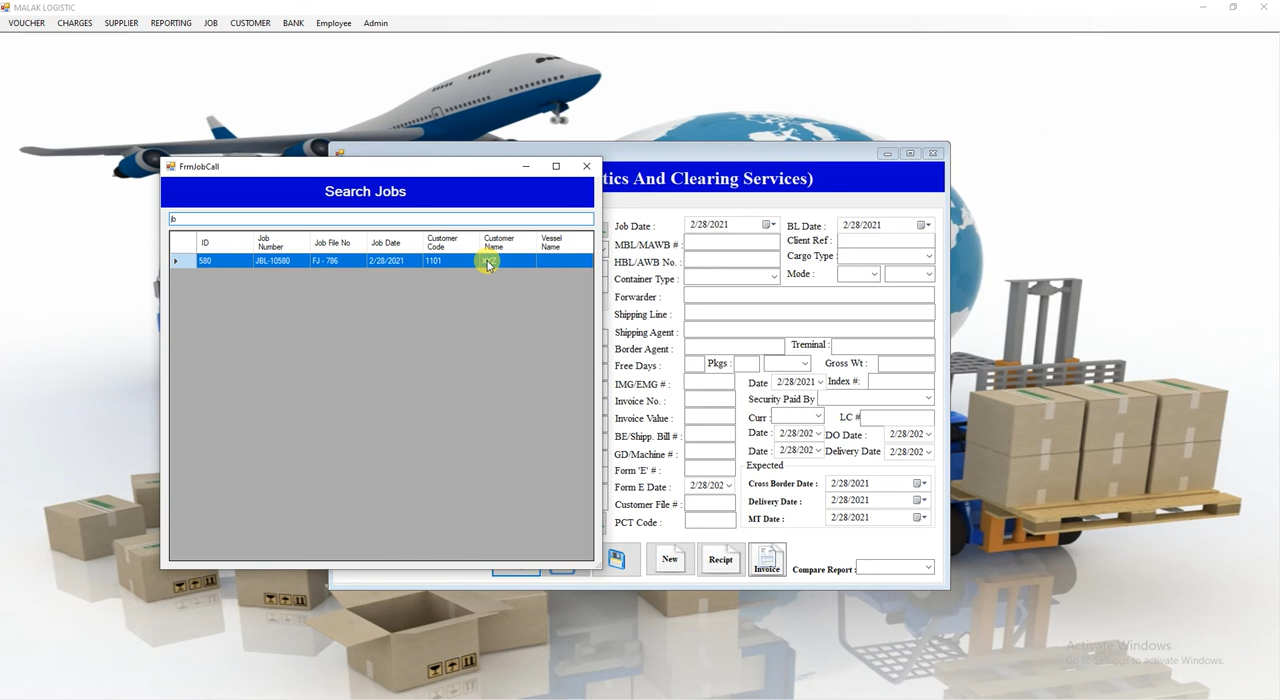 MALAK LOGISTIC
VOUCHER CHARGES SUPPLIER REPORTING JOB CUSTOMER BANK Employee Admin
FrmJobCall
Search Jobs
ID Job Number Job File No Job Date Customer Code Customer Name Vessel Name
580 JBL-10580 FJ - 786 2/28/2021 1101 XYZ
tics And Clearing Services)
Job Date : 2/28/2021 BL Date : 2/28/2021
MBL/MAWB # : Client Ref :
HBL/AWB No. : Cargo Type :
Container Type : Mode :
Forwarder :
Shipping Line :
Shipping Agent :
Border Agent : Treminal :
Free Days : Pkgs : Gross Wt :
IMG/EMG # : Date 2/28/2021 Index #:
Invoice No. : Security Paid By
Invoice Value : Curr : LC #
BE/Shipp. Bill # : Date : 2/28/202 DO Date : 2/28/202
GD/Machine # : Date : 2/28/202 Delivery Date 2/28/202
Form 'E' # : Expected
Form E Date : 2/28/202 Cross Border Date : 2/28/2021
Customer File # : Delivery Date : 2/28/2021
PCT Code : MT Date : 2/28/2021
New Recipt Invoice Compare Report :
Activate Windows
Go to Settings to activate Windows.